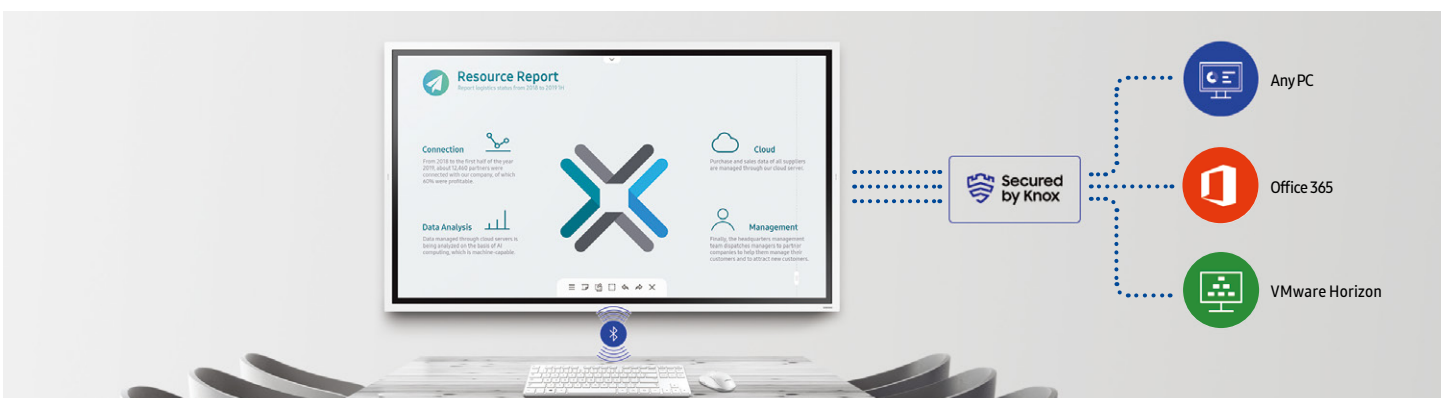 Resource Report
Report logistics status from 2018 to 2019 1H
Connection
From 2018 to the first half of the year
2019, about 12,460 partners were
connected with our company, of which
60% were profitable.
Cloud
Purchase and sales data of all suppliers
are managed through our cloud server.
Data Analysis
Data managed through cloud servers is
being analyzed on the basis of AI
computing, which is machine-capable.
Management
Finally, the headquarters management
team dispatches managers to partner
companies to help them manage their
customers and to attract new customers.
Secured
by Knox
Any PC
Office 365
VMware Horizon